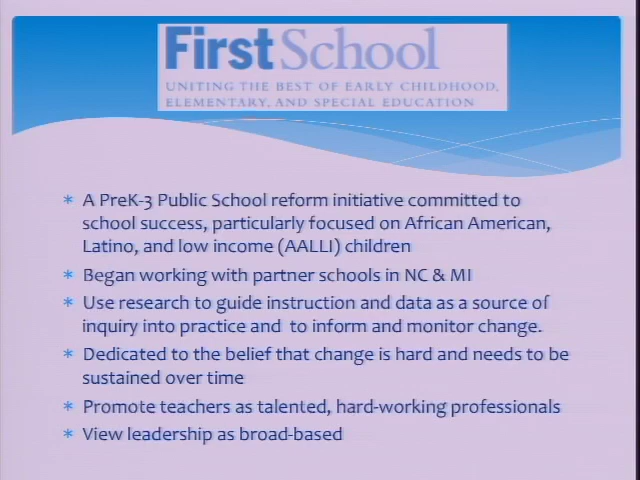 FirstSchool
UNITING THE BEST OF EARLY CHILDHOOD,
ELEMENTARY, AND SPECIAL EDUCATION
* A PreK-3 Public School reform initiative committed to
school success, particularly focused on African American,
Latino, and low income (AALLI) children
* Began working with partner schools in NC & MI
* Use research to guide instruction and data as a source of
inquiry into practice and to inform and monitor change.
* Dedicated to the belief that change is hard and needs to be
sustained over time
* Promote teachers as talented, hard-working professionals
* View leadership as broad-based